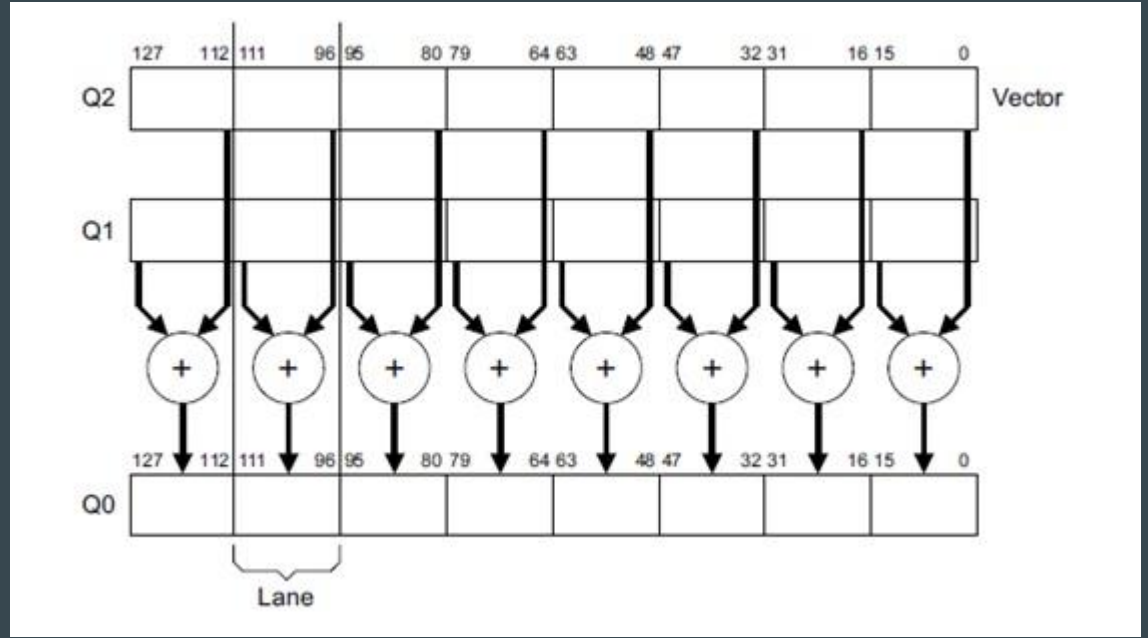 127 112 111 96 95 80 79 64 63 48 47 32 31 16 15 0
Q2 Vector
Q1
+ + + + + + + +
127 112 111 96 95 80 79 64 63 48 47 32 31 16 15 0
Q0
Lane